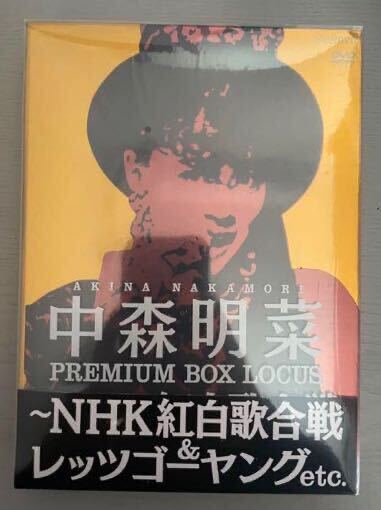 DVD
AKINA NAKAMORI
中森明菜
PREMIUM BOX LOCUS
~NHK紅白歌合戦
&
レッツゴーヤングetc.